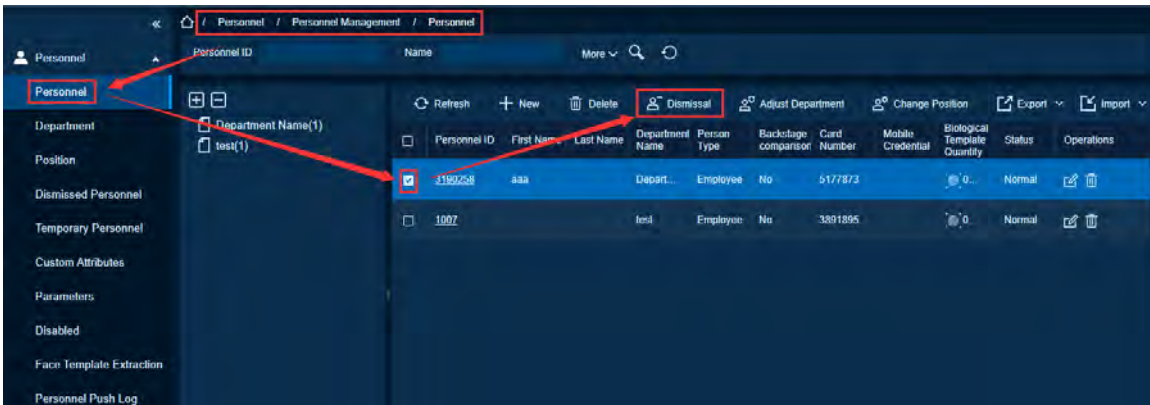 « / Personnel / Personnel Management / Personnel
Personnel
Personnel
Department
Position
Dismissed Personnel
Temporary Personnel
Custom Attributes
Parameters
Disabled
Face Template Extraction
Personnel Push Log
Personnel ID Name More
Department Name(1)
test(1)
Refresh New Delete Dismissal Adjust Department Change Position Export Import
Personnel ID First Name Last Name Department Name Person Type Backstage comparison Card Number Mobile Credential Biological Template Quantity Status Operations
3190258 aaa Depart... Employee No 5177873 0... Normal
1007 test Employee No 3891895 0... Normal